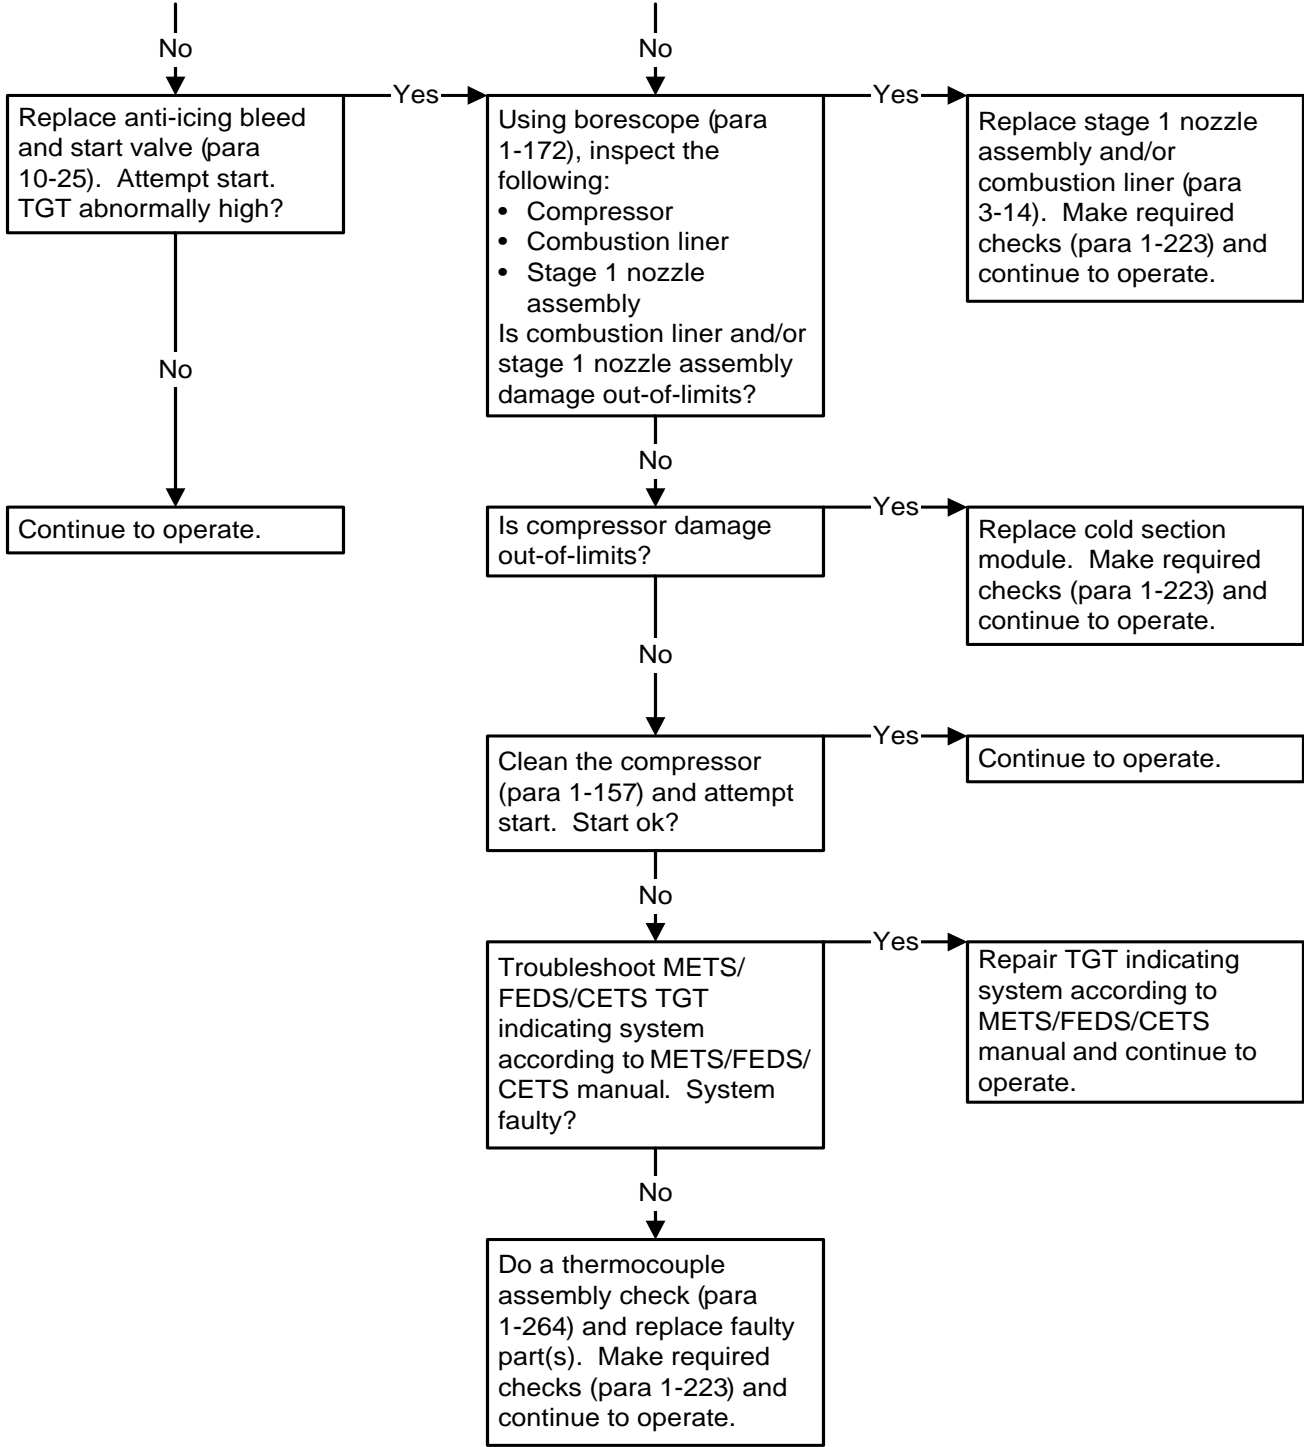 No
No
Replace anti-icing bleed
and start valve (para
10-25).  Attempt start.
TGT abnormally high?
Yes
Using borescope (para
1-172), inspect the
following:
• Compressor
• Combustion liner
• Stage 1 nozzle
assembly
Is combustion liner and/or
stage 1 nozzle assembly
damage out-of-limits?
Yes
Replace stage 1 nozzle
assembly and/or
combustion liner (para
3-14).  Make required
checks (para 1-223) and
continue to operate.
No
No
Continue to operate.
Is compressor damage
out-of-limits?
Yes
Replace cold section
module.  Make required
checks (para 1-223) and
continue to operate.
No
Clean the compressor
(para 1-157) and attempt
start.  Start ok?
Yes
Continue to operate.
No
Troubleshoot METS/
FEDS/CETS TGT
indicating system
according to METS/FEDS/
CETS manual.  System
faulty?
Yes
Repair TGT indicating
system according to
METS/FEDS/CETS
manual and continue to
operate.
No
Do a thermocouple
assembly check (para
1-264) and replace faulty
part(s).  Make required
checks (para 1-223) and
continue to operate.